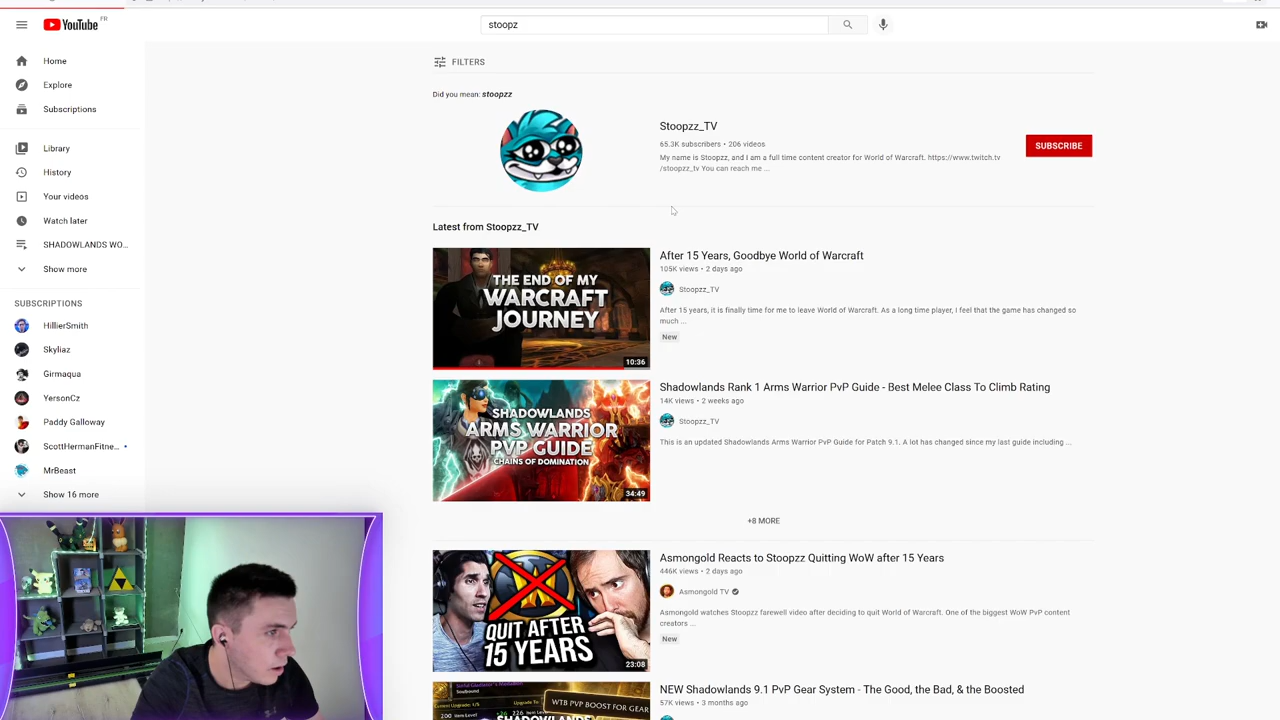 YouTube FR
stoopz
Home
Explore
Subscriptions
Library
History
Your videos
Watch later
SHADOWLANDS WO...
Show more
SUBSCRIPTIONS
HillierSmith
Skyliaz
Girmaqua
YersonCz
Paddy Galloway
ScottHermanFitne...
MrBeast
Show 16 more
FILTERS
Did you mean: stoopzz
Stoopzz_TV
65.3K subscribers • 206 videos
My name is Stoopzz, and I am a full time content creator for World of Warcraft. https://www.twitch.tv
/stoopzz_tv You can reach me ...
SUBSCRIBE
Latest from Stoopzz_TV
THE END OF MY
WARCRAFT
JOURNEY
10:36
After 15 Years, Goodbye World of Warcraft
105K views • 2 days ago
Stoopzz_TV
After 15 years, it is finally time for me to leave World of Warcraft. As a long time player, I feel that the game has changed so
much ...
New
SHADOWLANDS
ARMS WARRIOR
PVP GUIDE
CHAINS OF DOMINATION
34:49
Shadowlands Rank 1 Arms Warrior PvP Guide - Best Melee Class To Climb Rating
14K views • 2 weeks ago
Stoopzz_TV
This is an updated Shadowlands Arms Warrior PvP Guide for Patch 9.1. A lot has changed since my last guide including ...
+8 MORE
QUIT AFTER
15 YEARS
23:08
Asmongold Reacts to Stoopzz Quitting WoW after 15 Years
446K views • 2 days ago
Asmongold TV
Asmongold watches Stoopzz farewell video after deciding to quit World of Warcraft. One of the biggest WoW PvP content
creators ...
New
WTB PVP BOOST FOR GEAR
NEW Shadowlands 9.1 PvP Gear System - The Good, the Bad, & the Boosted
57K views • 3 months ago